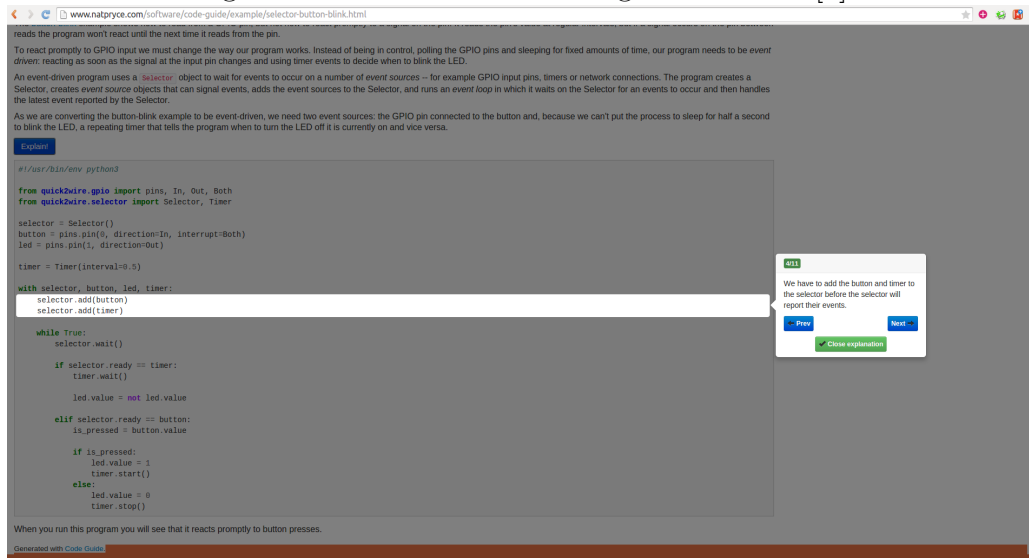 www.natpryce.com/software/code-guide/example/selector-button-blink.html
reads the program won't react until the next time it reads from the pin.
To react promptly to GPIO input we must change the way our program works. Instead of being in control, polling the GPIO pins and sleeping for fixed amounts of time, our program needs to be event
driven: reacting as soon as the signal at the input pin changes and using timer events to decide when to blink the LED.
An event-driven program uses a Selector object to wait for events to occur on a number of event sources -- for example GPIO input pins, timers or network connections. The program creates a
Selector, creates event source objects that can signal events, adds the event sources to the Selector, and runs an event loop in which it waits on the Selector for an events to occur and then handles
the latest event reported by the Selector.
As we are converting the button-blink example to be event-driven, we need two event sources: the GPIO pin connected to the button and, because we can't put the process to sleep for half a second
to blink the LED, a repeating timer that tells the program when to turn the LED off it is currently on and vice versa.
Explain!
#!/usr/bin/env python3
from quick2wire.gpio import pins, In, Out, Both
from quick2wire.selector import Selector, Timer
selector = Selector()
button = pins.pin(0, direction=In, interrupt=Both)
led = pins.pin(1, direction=Out)
timer = Timer(interval=0.5)
with selector, button, led, timer:
selector.add(button)
selector.add(timer)
while True:
selector.wait()
if selector.ready == timer:
timer.wait()
led.value = not led.value
elif selector.ready == button:
is_pressed = button.value
if is_pressed:
led.value = 1
timer.start()
else:
led.value = 0
timer.stop()
4/11
We have to add the button and timer to
the selector before the selector will
report their events.
← Prev Next →
✔ Close explanation
When you run this program you will see that it reacts promptly to button presses.
Generated with Code Guide.